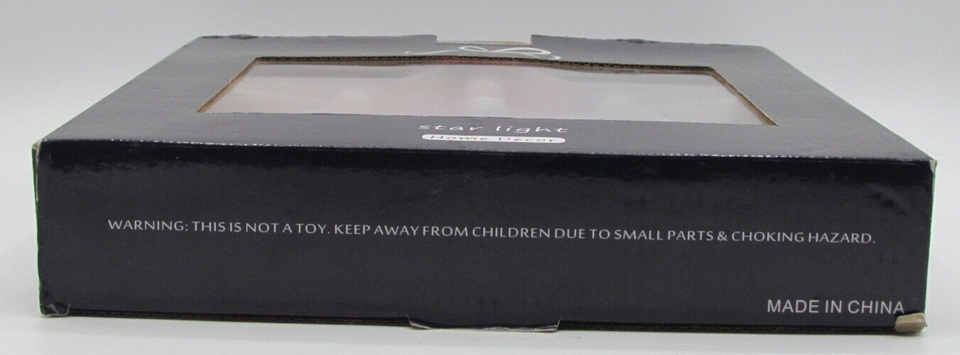 star light
Home Decor
WARNING: THIS IS NOT A TOY. KEEP AWAY FROM CHILDREN DUE TO SMALL PARTS & CHOKING HAZARD.
MADE IN CHINA